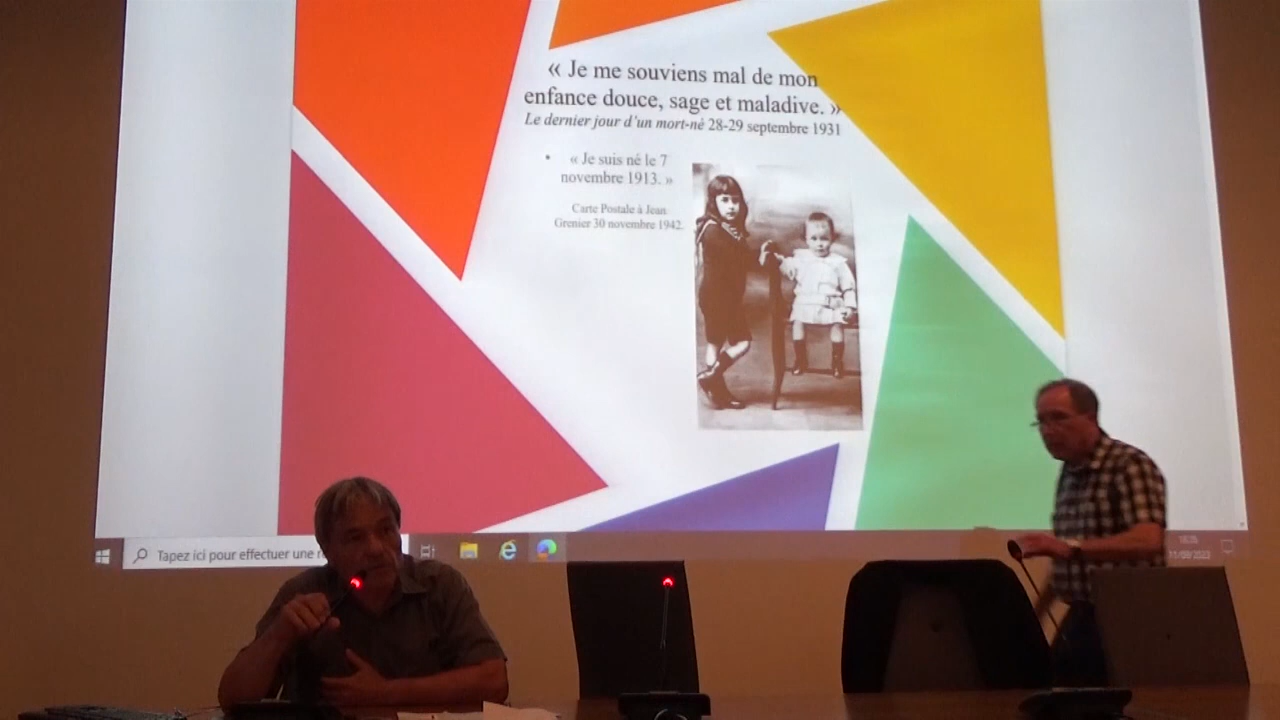 « Je me souviens mal de mon
enfance douce, sage et maladive. »
Le dernier jour d'un mort-né 28-29 septembre 1931
• « Je suis né le 7
novembre 1913. »
Carte Postale à Jean
Grenier 30 novembre 1942.
Tapez ici pour effectuer une r